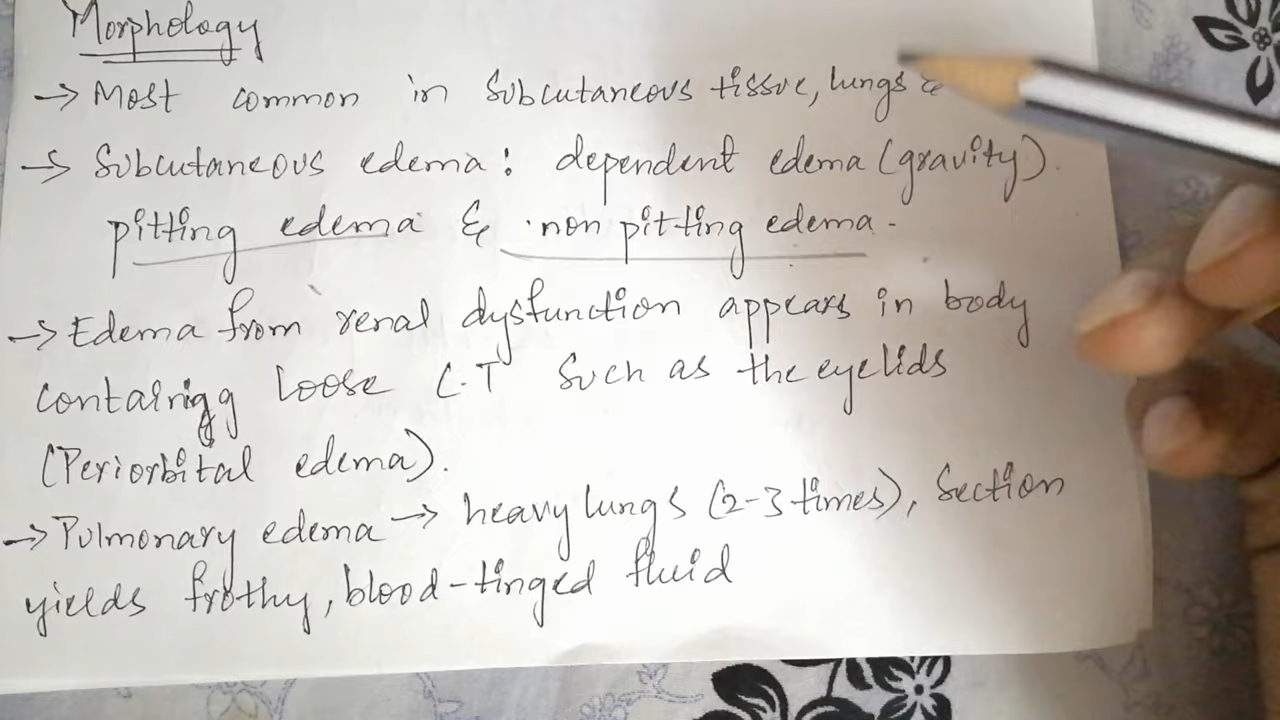 Morphology
→ Most common in Subcutaneous tissue, lungs &
→ Subcutaneous edema: dependent edema (gravity).
pitting edema & non pitting edema.
→ Edema from renal dysfunction appears in body
containigg loose C.T Such as the eyelids
(Periorbital edema).
→ Pulmonary edema → heavy lungs (2-3 times), Section
yields frothy, blood-tinged fluid